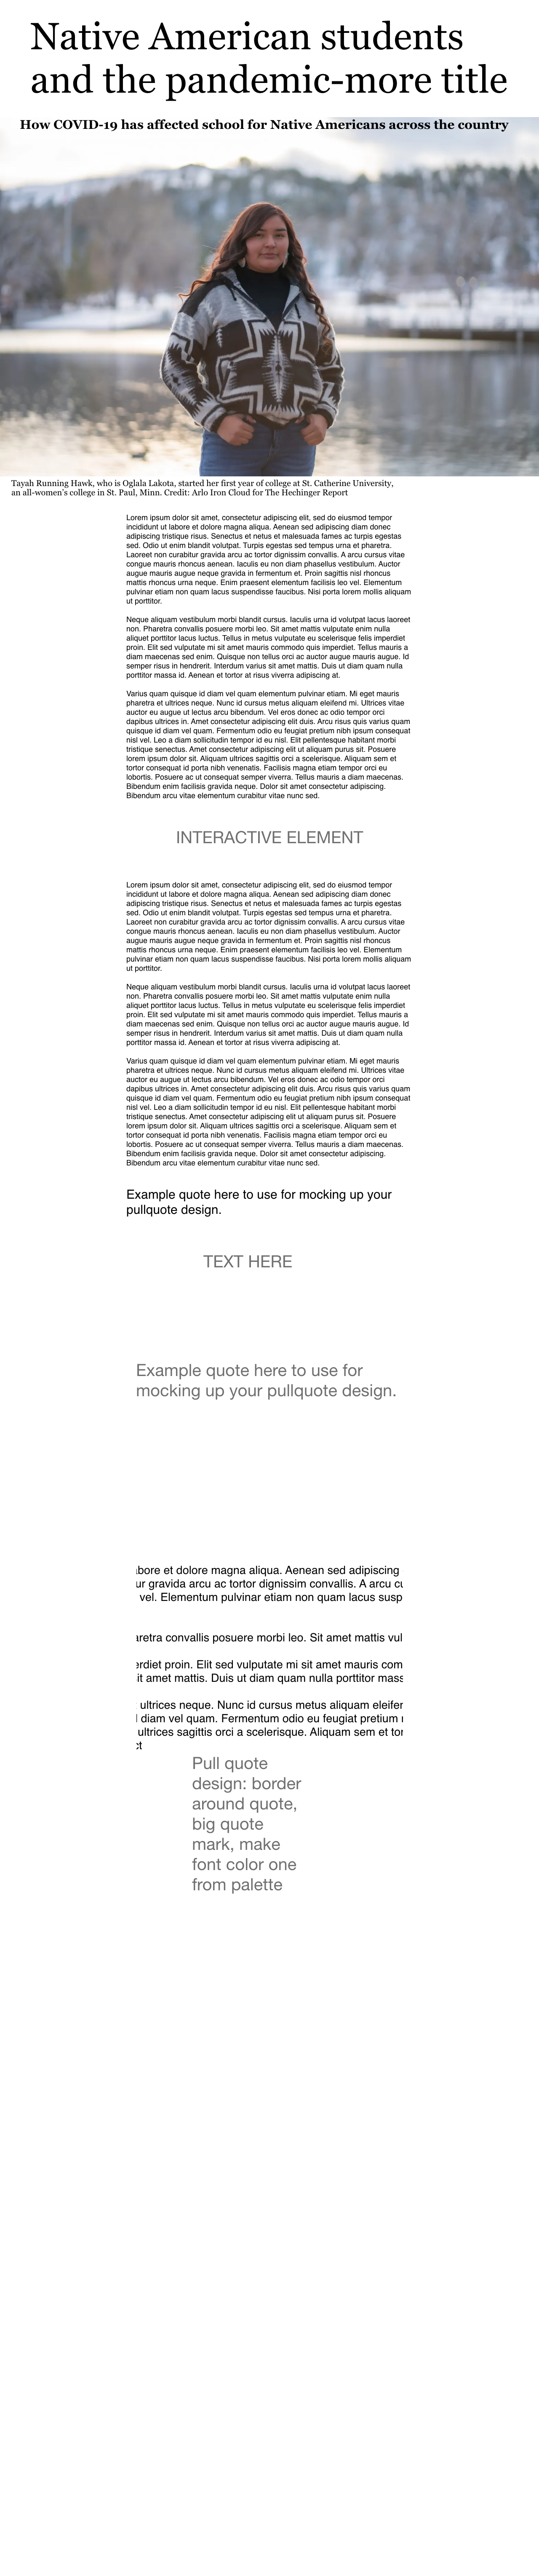 Native American students
and the pandemic-more title
How COVID-19 has affected school for Native Americans across the country
Tayah Running Hawk, who is Oglala Lakota, started her first year of college at St. Catherine University,
an all-women's college in St. Paul, Minn. Credit: Arlo Iron Cloud for The Hechinger Report
Lorem ipsum dolor sit amet, consectetur adipiscing elit, sed do eiusmod tempor
incididunt ut labore et dolore magna aliqua. Aenean sed adipiscing diam donec
adipiscing tristique risus. Senectus et netus et malesuada fames ac turpis egestas
sed. Odio ut enim blandit volutpat. Turpis egestas sed tempus urna et pharetra.
Laoreet non curabitur gravida arcu ac tortor dignissim convallis. A arcu cursus vitae
congue mauris rhoncus aenean. Iaculis eu non diam phasellus vestibulum. Auctor
augue mauris augue neque gravida in fermentum et. Proin sagittis nisl rhoncus
mattis rhoncus urna neque. Enim praesent elementum facilisis leo vel. Elementum
pulvinar etiam non quam lacus suspendisse faucibus. Nisi porta lorem mollis aliquam
ut porttitor.
Neque aliquam vestibulum morbi blandit cursus. Iaculis urna id volutpat lacus laoreet
non. Pharetra convallis posuere morbi leo. Sit amet mattis vulputate enim nulla
aliquet porttitor lacus luctus. Tellus in metus vulputate eu scelerisque felis imperdiet
proin. Elit sed vulputate mi sit amet mauris commodo quis imperdiet. Tellus mauris a
diam maecenas sed enim. Quisque non tellus orci ac auctor augue mauris augue. Id
semper risus in hendrerit. Interdum varius sit amet mattis. Duis ut diam quam nulla
porttitor massa id. Aenean et tortor at risus viverra adipiscing at.
Varius quam quisque id diam vel quam elementum pulvinar etiam. Mi eget mauris
pharetra et ultrices neque. Nunc id cursus metus aliquam eleifend mi. Ultrices vitae
auctor eu augue ut lectus arcu bibendum. Vel eros donec ac odio tempor orci
dapibus ultrices in. Amet consectetur adipiscing elit duis. Arcu risus quis varius quam
quisque id diam vel quam. Fermentum odio eu feugiat pretium nibh ipsum consequat
nisl vel. Leo a diam sollicitudin tempor id eu nisl. Elit pellentesque habitant morbi
tristique senectus. Amet consectetur adipiscing elit ut aliquam purus sit. Posuere
lorem ipsum dolor sit. Aliquam ultrices sagittis orci a scelerisque. Aliquam sem et
tortor consequat id porta nibh venenatis. Facilisis magna etiam tempor orci eu
lobortis. Posuere ac ut consequat semper viverra. Tellus mauris a diam maecenas.
Bibendum enim facilisis gravida neque. Dolor sit amet consectetur adipiscing.
Bibendum arcu vitae elementum curabitur vitae nunc sed.
INTERACTIVE ELEMENT
Lorem ipsum dolor sit amet, consectetur adipiscing elit, sed do eiusmod tempor
incididunt ut labore et dolore magna aliqua. Aenean sed adipiscing diam donec
adipiscing tristique risus. Senectus et netus et malesuada fames ac turpis egestas
sed. Odio ut enim blandit volutpat. Turpis egestas sed tempus urna et pharetra.
Laoreet non curabitur gravida arcu ac tortor dignissim convallis. A arcu cursus vitae
congue mauris rhoncus aenean. Iaculis eu non diam phasellus vestibulum. Auctor
augue mauris augue neque gravida in fermentum et. Proin sagittis nisl rhoncus
mattis rhoncus urna neque. Enim praesent elementum facilisis leo vel. Elementum
pulvinar etiam non quam lacus suspendisse faucibus. Nisi porta lorem mollis aliquam
ut porttitor.
Neque aliquam vestibulum morbi blandit cursus. Iaculis urna id volutpat lacus laoreet
non. Pharetra convallis posuere morbi leo. Sit amet mattis vulputate enim nulla
aliquet porttitor lacus luctus. Tellus in metus vulputate eu scelerisque felis imperdiet
proin. Elit sed vulputate mi sit amet mauris commodo quis imperdiet. Tellus mauris a
diam maecenas sed enim. Quisque non tellus orci ac auctor augue mauris augue. Id
semper risus in hendrerit. Interdum varius sit amet mattis. Duis ut diam quam nulla
porttitor massa id. Aenean et tortor at risus viverra adipiscing at.
Varius quam quisque id diam vel quam elementum pulvinar etiam. Mi eget mauris
pharetra et ultrices neque. Nunc id cursus metus aliquam eleifend mi. Ultrices vitae
auctor eu augue ut lectus arcu bibendum. Vel eros donec ac odio tempor orci
dapibus ultrices in. Amet consectetur adipiscing elit duis. Arcu risus quis varius quam
quisque id diam vel quam. Fermentum odio eu feugiat pretium nibh ipsum consequat
nisl vel. Leo a diam sollicitudin tempor id eu nisl. Elit pellentesque habitant morbi
tristique senectus. Amet consectetur adipiscing elit ut aliquam purus sit. Posuere
lorem ipsum dolor sit. Aliquam ultrices sagittis orci a scelerisque. Aliquam sem et
tortor consequat id porta nibh venenatis. Facilisis magna etiam tempor orci eu
lobortis. Posuere ac ut consequat semper viverra. Tellus mauris a diam maecenas.
Bibendum enim facilisis gravida neque. Dolor sit amet consectetur adipiscing.
Bibendum arcu vitae elementum curabitur vitae nunc sed.
Example quote here to use for mocking up your
pullquote design.
TEXT HERE
Example quote here to use for
mocking up your pullquote design.
abore et dolore magna aliqua. Aenean sed adipiscing
ur gravida arcu ac tortor dignissim convallis. A arcu cu
vel. Elementum pulvinar etiam non quam lacus susp
aretra convallis posuere morbi leo. Sit amet mattis vul
erdiet proin. Elit sed vulputate mi sit amet mauris com
it amet mattis. Duis ut diam quam nulla porttitor mass
ultrices neque. Nunc id cursus metus aliquam eleifer
diam vel quam. Fermentum odio eu feugiat pretium
ultrices sagittis orci a scelerisque. Aliquam sem et tor
ct
Pull quote
design: border
around quote,
big quote
mark, make
font color one
from palette